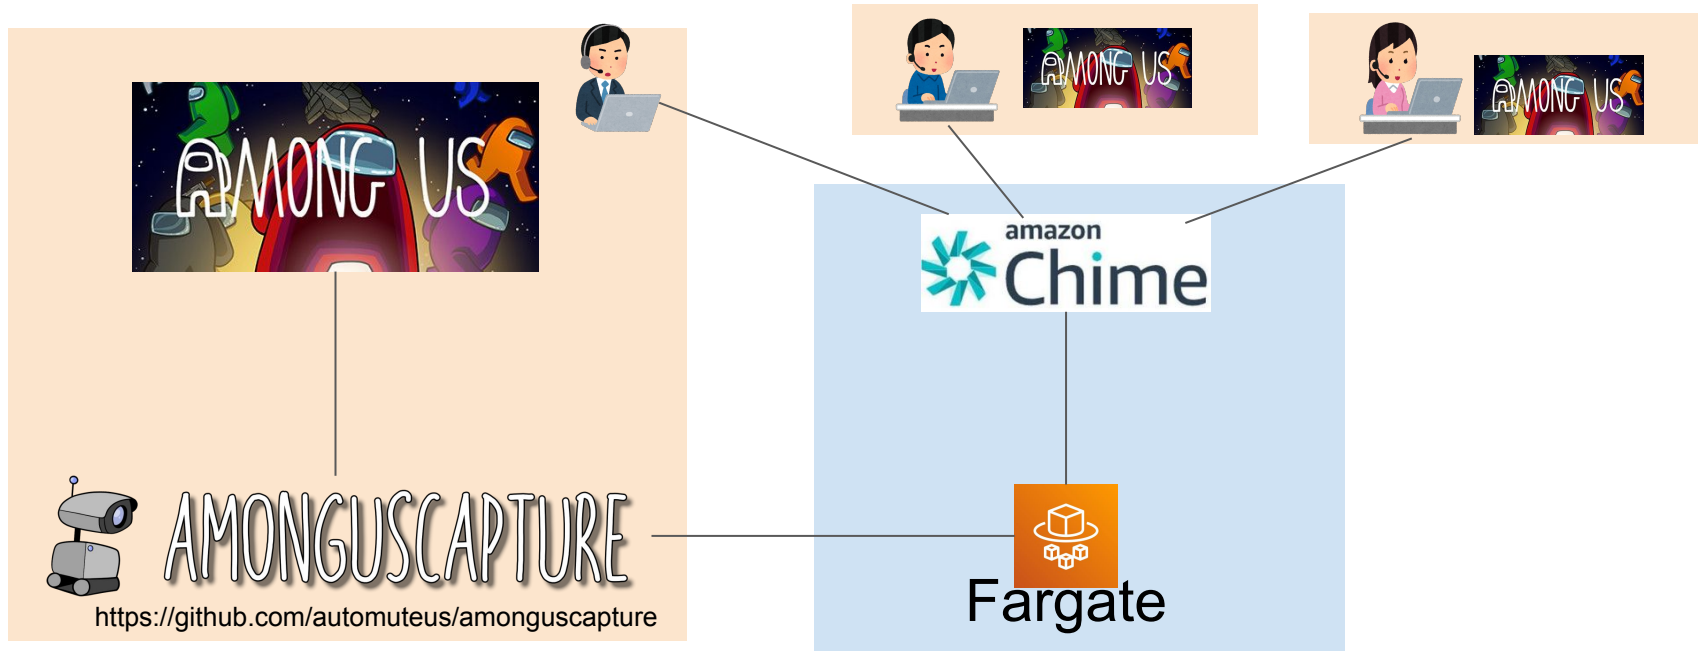 AMONG US
AMONG US
AMONG US
amazon
Chime
AMONGUSCAPTURE
https://github.com/automuteus/amonguscapture
Fargate